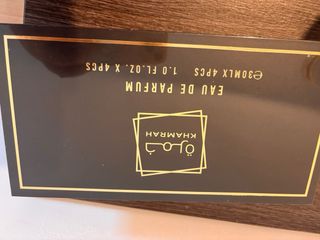 خمرة
KHAMRAH
EAU DE PARFUM
℮30MLX 4PCS 1.0 FL.OZ. X 4PCS